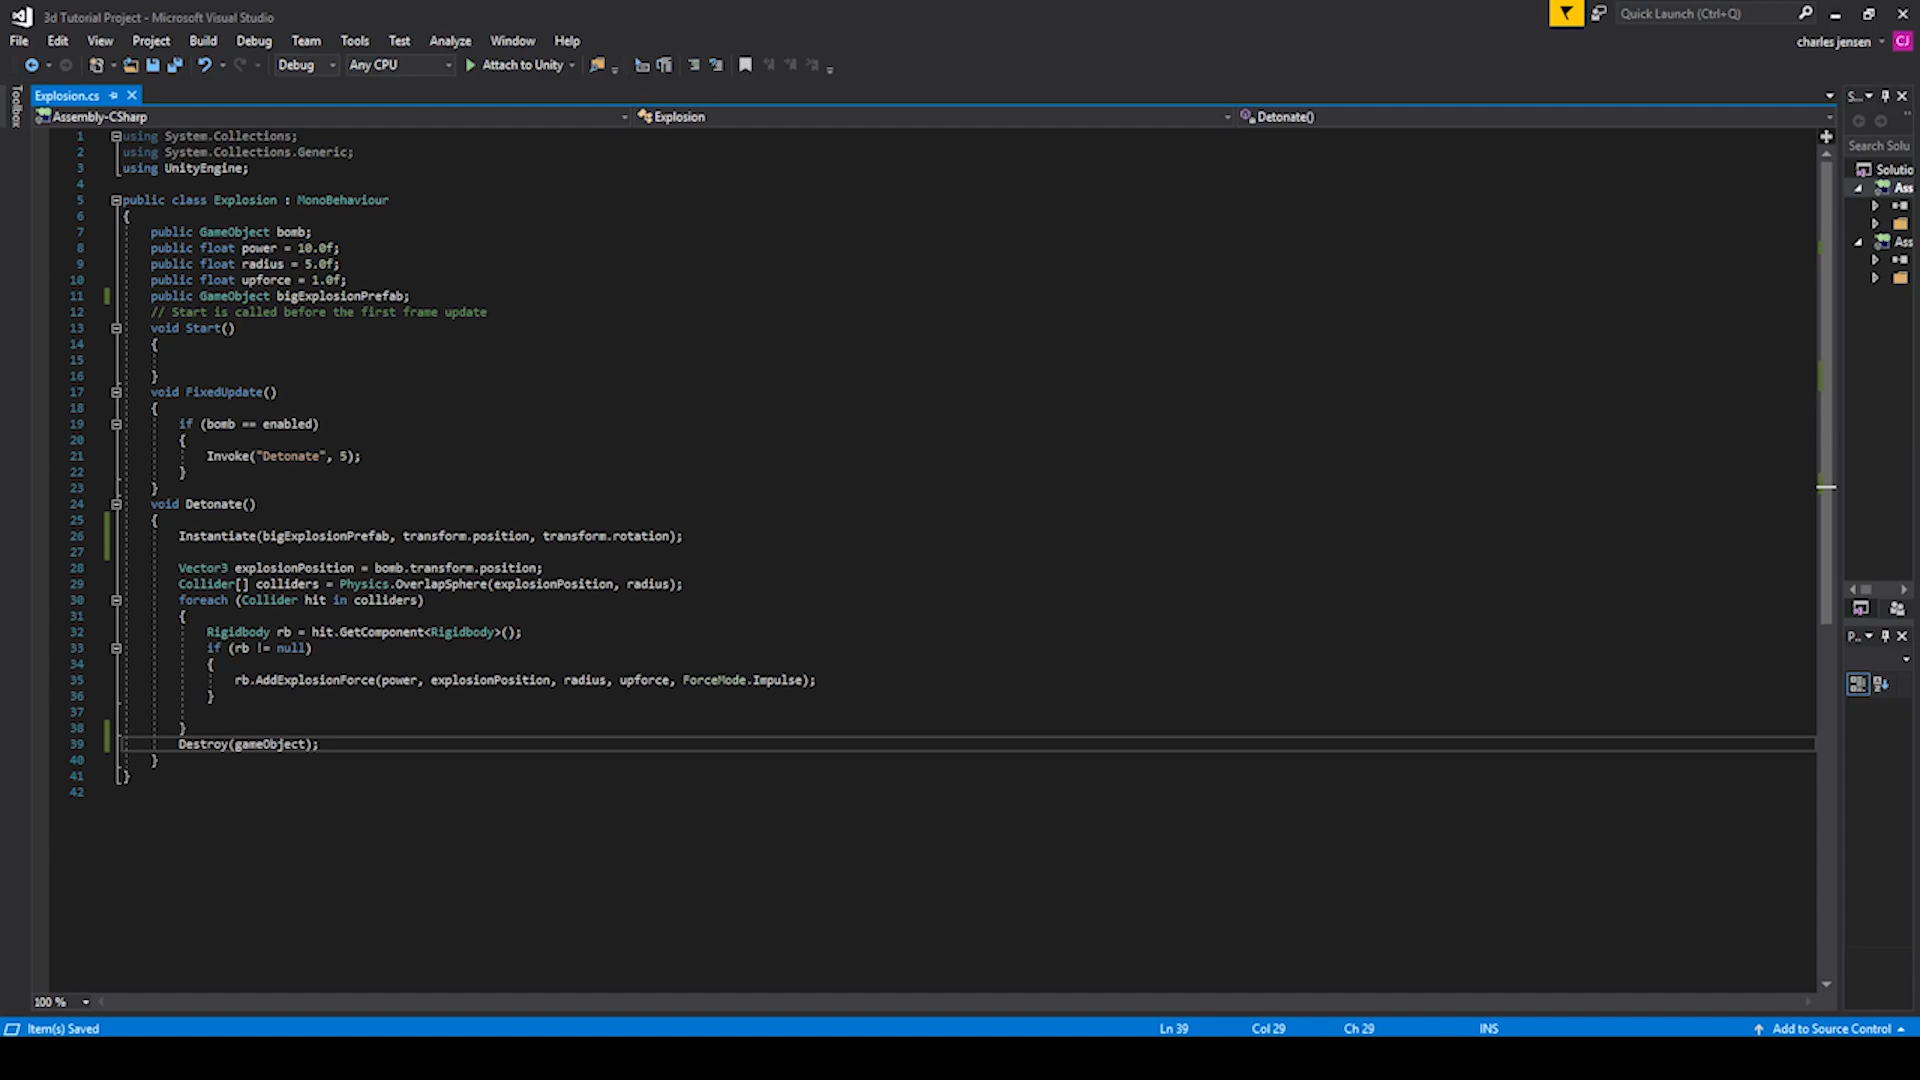 3d Tutorial Project - Microsoft Visual Studio
Quick Launch (Ctrl+Q)
File Edit View Project Build Debug Team Tools Test Analyze Window Help
charles jensen CJ
Debug Any CPU Attach to Unity
Toolbox
Explosion.cs
S...
Assembly-CSharp Explosion Detonate()
Search Solu
Solutio
Ass
Ass
P..
1 using System.Collections;
2 using System.Collections.Generic;
3 using UnityEngine;
4
5 public class Explosion : MonoBehaviour
6 {
7 public GameObject bomb;
8 public float power = 10.0f;
9 public float radius = 5.0f;
10 public float upforce = 1.0f;
11 public GameObject bigExplosionPrefab;
12 // Start is called before the first frame update
13 void Start()
14 {
15
16 }
17 void FixedUpdate()
18 {
19 if (bomb == enabled)
20 {
21 Invoke("Detonate", 5);
22 }
23 }
24 void Detonate()
25 {
26 Instantiate(bigExplosionPrefab, transform.position, transform.rotation);
27
28 Vector3 explosionPosition = bomb.transform.position;
29 Collider[] colliders = Physics.OverlapSphere(explosionPosition, radius);
30 foreach (Collider hit in colliders)
31 {
32 Rigidbody rb = hit.GetComponent<Rigidbody>();
33 if (rb != null)
34 {
35 rb.AddExplosionForce(power, explosionPosition, radius, upforce, ForceMode.Impulse);
36 }
37
38 }
39 Destroy(gameObject);
40 }
41 }
42
100 %
Item(s) Saved Ln 39 Col 29 Ch 29 INS Add to Source Control